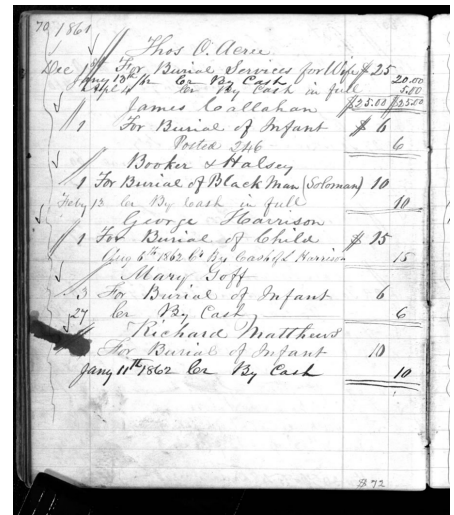 70 1861
Thos O. Acree
Dec 1st For Burial Services for Wife $25
Jany 13th Cr By Cash 20.00
Apl 4 Cr By Cash in full 5.00
$25.00 $25.00
James Callahan
" 1 For Burial of Infant $6
Posted 246 6
Booker & Halsey
" 1 For Burial of Black Man (Soloman) 10
Feby 13 Cr By Cash in full 10
George Harrison
" 1 For Burial of Child $15
Aug 6th 1862 Cr By Cash Harrison 15
Mary Goff
" 3 For Burial of Infant 6
" 27 Cr By Cash 6
Richard Matthews
For Burial of Infant 10
Jany 11th 1862 Cr By Cash 10
$72